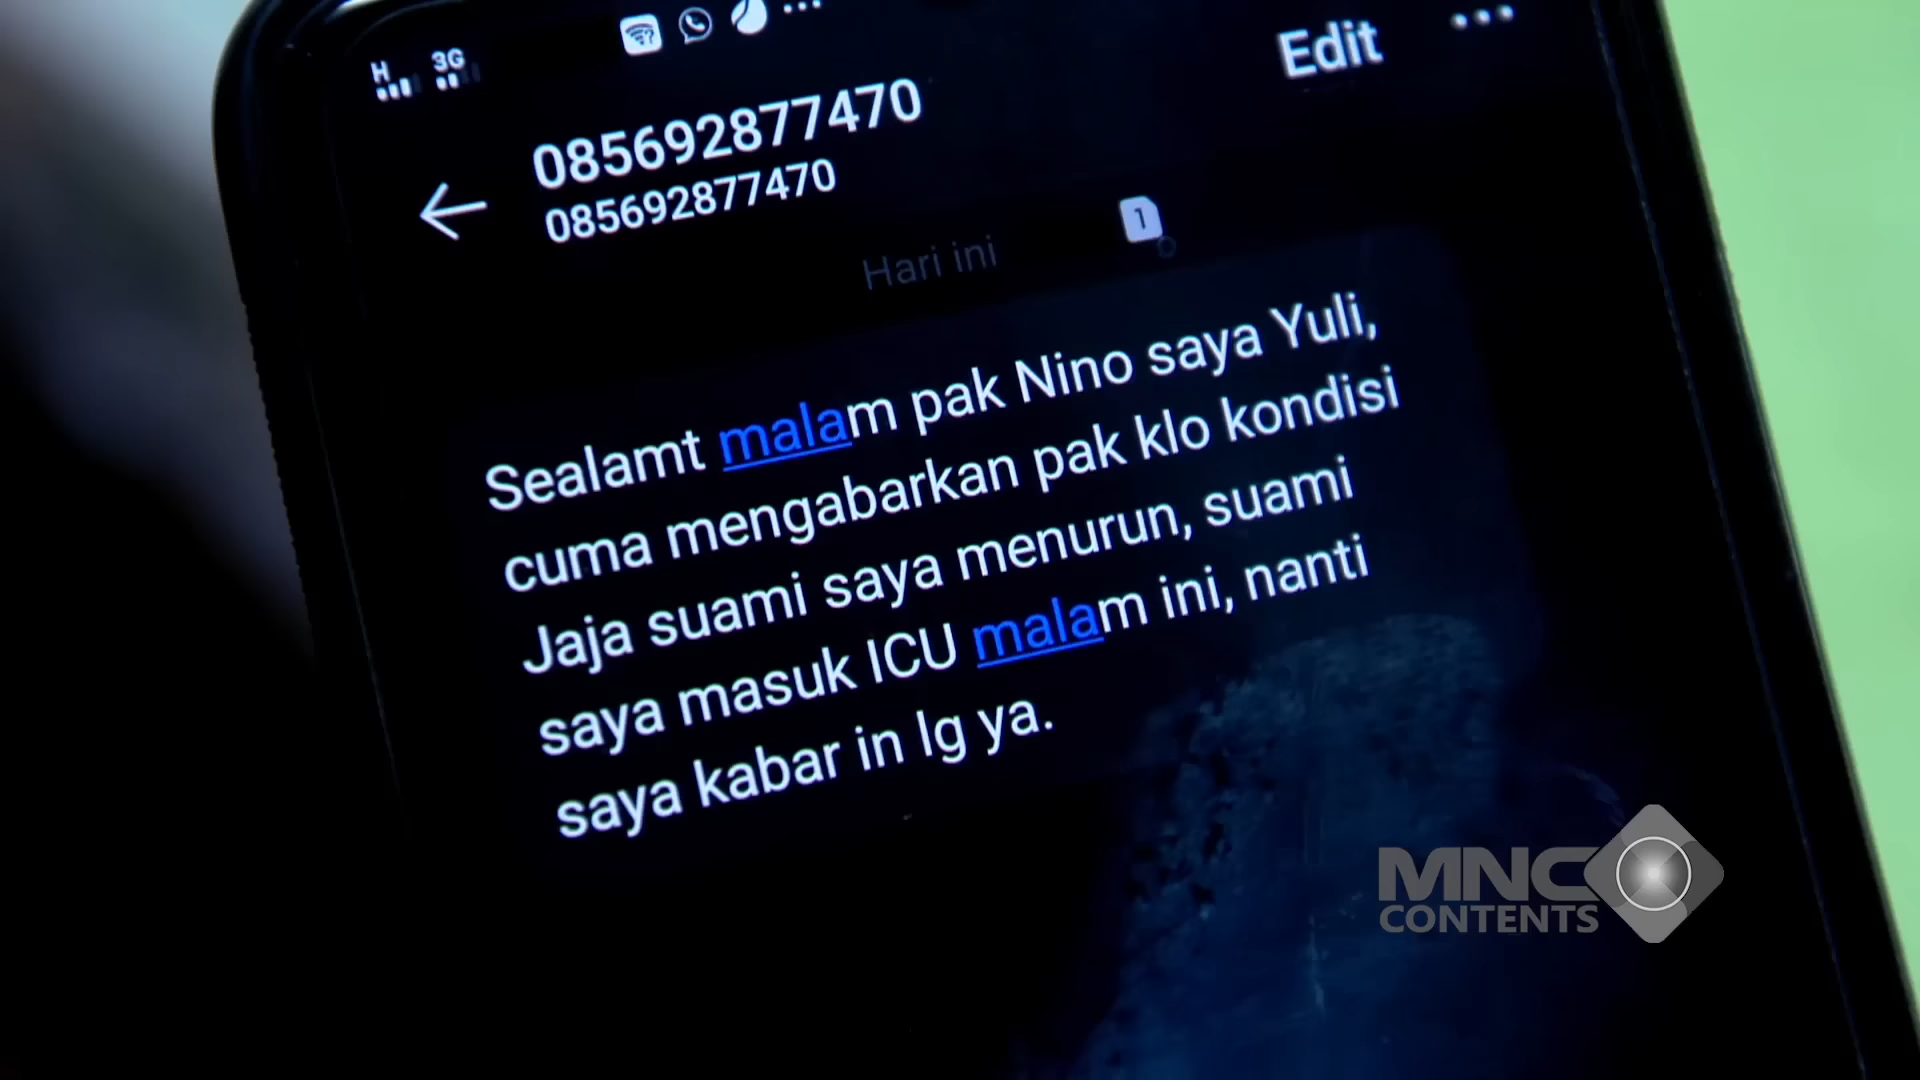 H 3G
Edit
085692877470
085692877470
Hari ini
1
Sealamt malam pak Nino saya Yuli,
cuma mengabarkan pak klo kondisi
Jaja suami saya menurun, suami
saya masuk ICU malam ini, nanti
saya kabar in lg ya.
MNC
CONTENTS